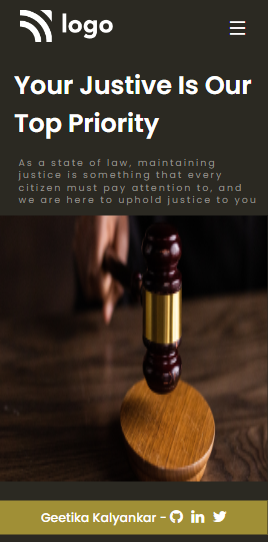 logo
Your Justive Is Our
Top Priority
As a state of law, maintaining
justice is something that every
citizen must pay attention to, and
we are here to uphold justice to you
Geetika Kalyankar -